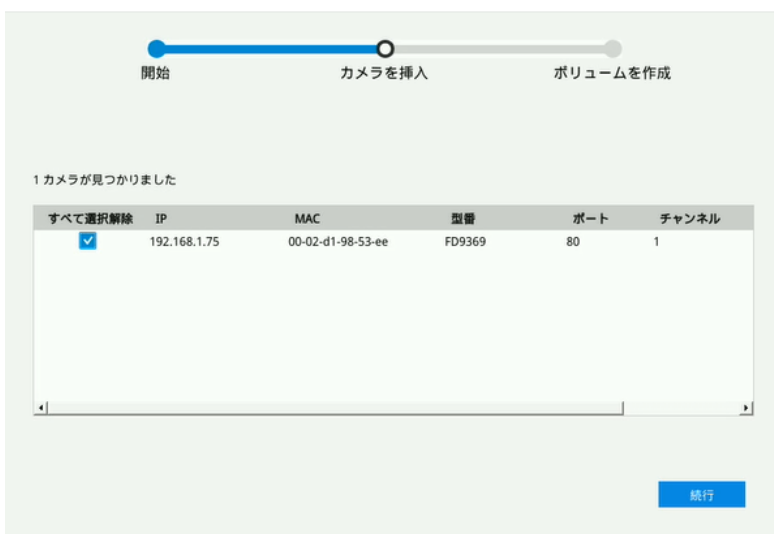 開始 カメラを挿入 ボリュームを作成
1 カメラが見つかりました
すべて選択解除 IP MAC 型番 ポート チャンネル
192.168.1.75 00-02-d1-98-53-ee FD9369 80 1
続行